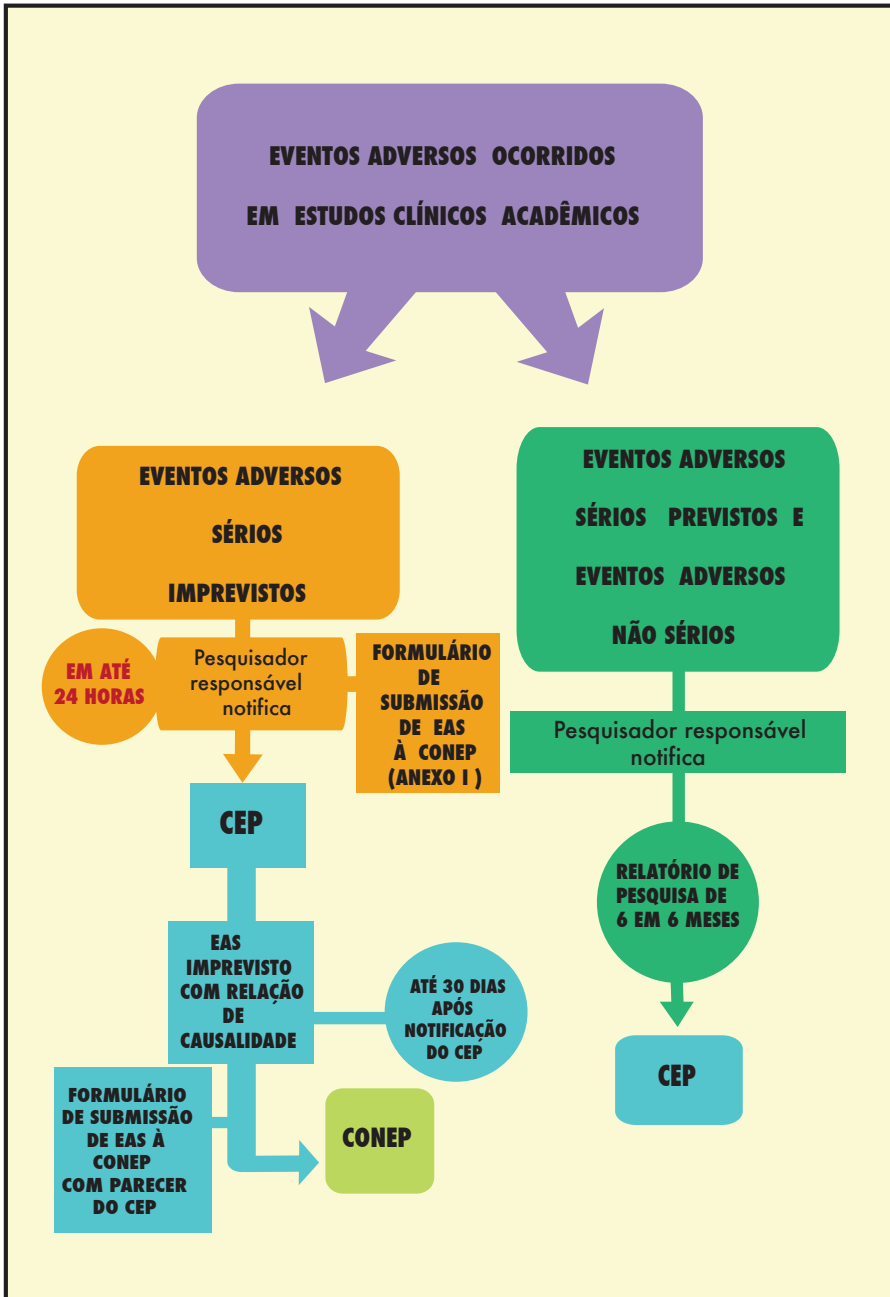 EVENTOS ADVERSOS OCORRIDOS
EM ESTUDOS CLÍNICOS ACADÊMICOS
EVENTOS ADVERSOS
SÉRIOS
IMPREVISTOS
EM ATÉ
24 HORAS
Pesquisador
responsável
notifica
FORMULÁRIO
DE
SUBMISSÃO
DE EAS
À CONEP
(ANEXO I )
CEP
EAS
IMPREVISTO
COM RELAÇÃO
DE
CAUSALIDADE
ATÉ 30 DIAS
APÓS
NOTIFICAÇÃO
DO CEP
FORMULÁRIO
DE SUBMISSÃO
DE EAS À
CONEP
COM PARECER
DO CEP
CONEP
EVENTOS ADVERSOS
SÉRIOS PREVISTOS E
EVENTOS ADVERSOS
NÃO SÉRIOS
Pesquisador responsável
notifica
RELATÓRIO DE
PESQUISA DE
6 EM 6 MESES
CEP